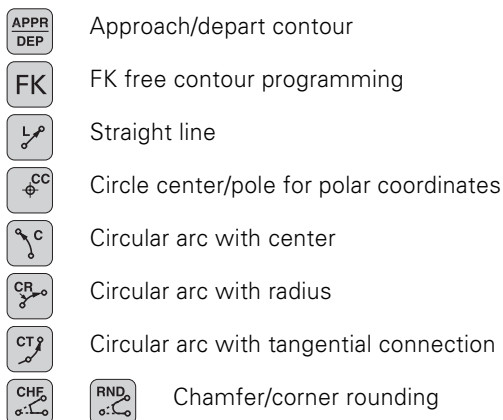 APPR
DEP
Approach/depart contour
FK
FK free contour programming
L
Straight line
CC
Circle center/pole for polar coordinates
C
Circular arc with center
CR
Circular arc with radius
CT
Circular arc with tangential connection
CHF
RND
Chamfer/corner rounding